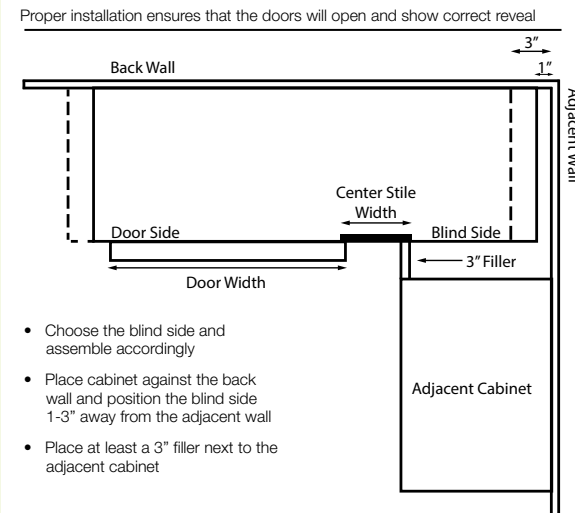 Proper installation ensures that the doors will open and show correct reveal
3”
1”
Back Wall
Adjacent Wall
Center Stile
Width
Door Side
Blind Side
3” Filler
Door Width
• Choose the blind side and
assemble accordingly
• Place cabinet against the back
wall and position the blind side
1-3” away from the adjacent wall
• Place at least a 3” filler next to the
adjacent cabinet
Adjacent Cabinet